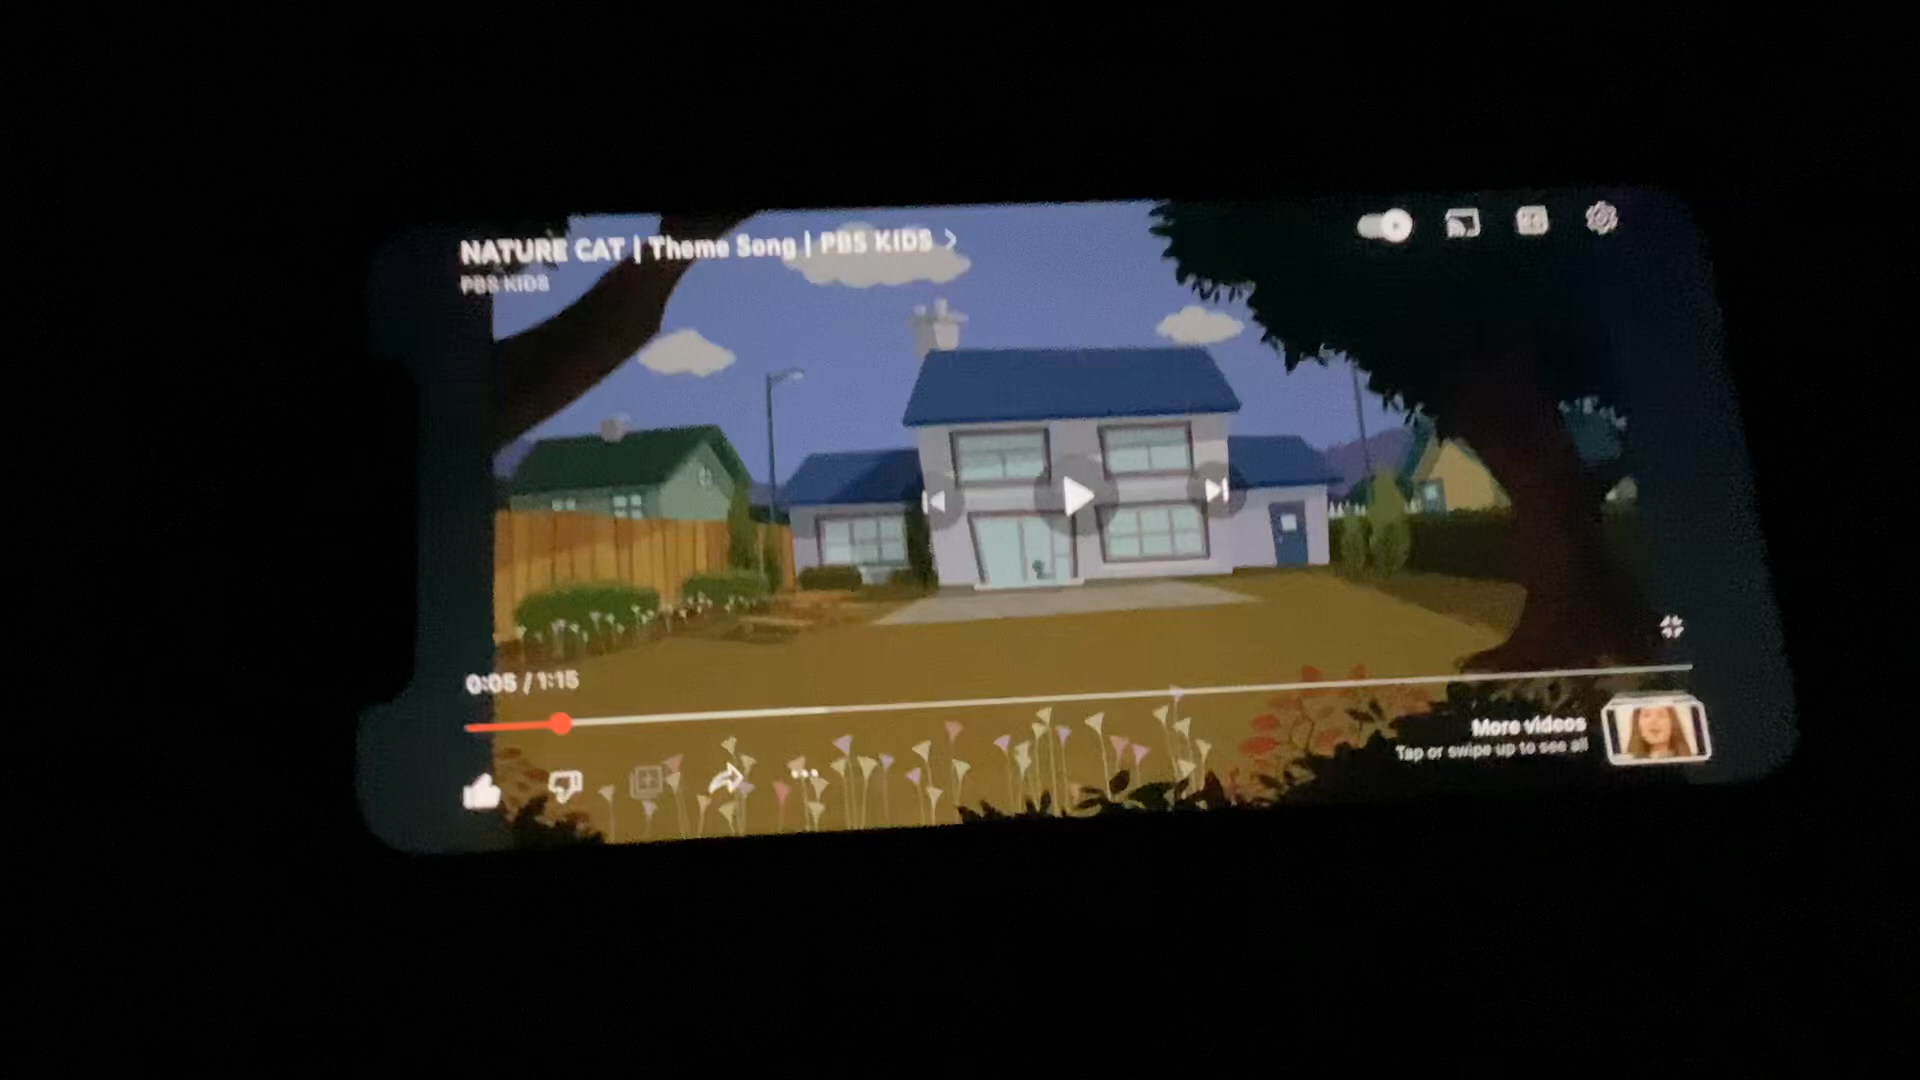 NATURE CAT | Theme Song | PBS KIDS
PBS KIDS
0:05 / 1:15
More videos
Tap or swipe up to see all